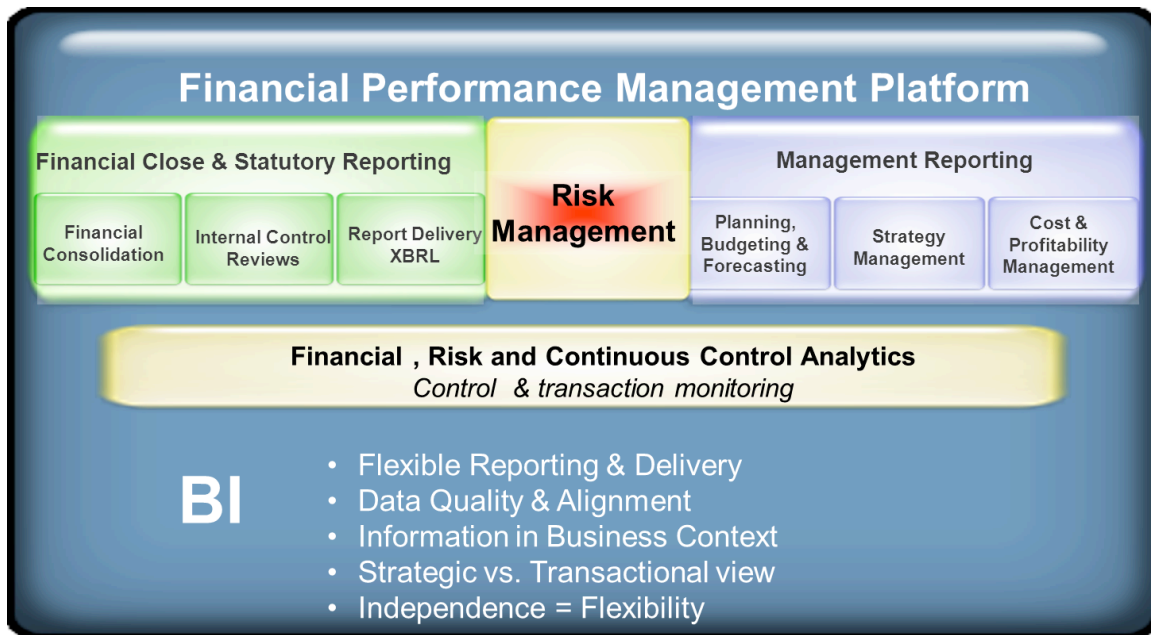 Financial Performance Management Platform
Financial Close & Statutory Reporting
Financial
Consolidation
Internal Control
Reviews
Report Delivery
XBRL
Risk
Management
Management Reporting
Planning,
Budgeting &
Forecasting
Strategy
Management
Cost &
Profitability
Management
Financial , Risk and Continuous Control Analytics
Control & transaction monitoring
BI
• Flexible Reporting & Delivery
• Data Quality & Alignment
• Information in Business Context
• Strategic vs. Transactional view
• Independence = Flexibility